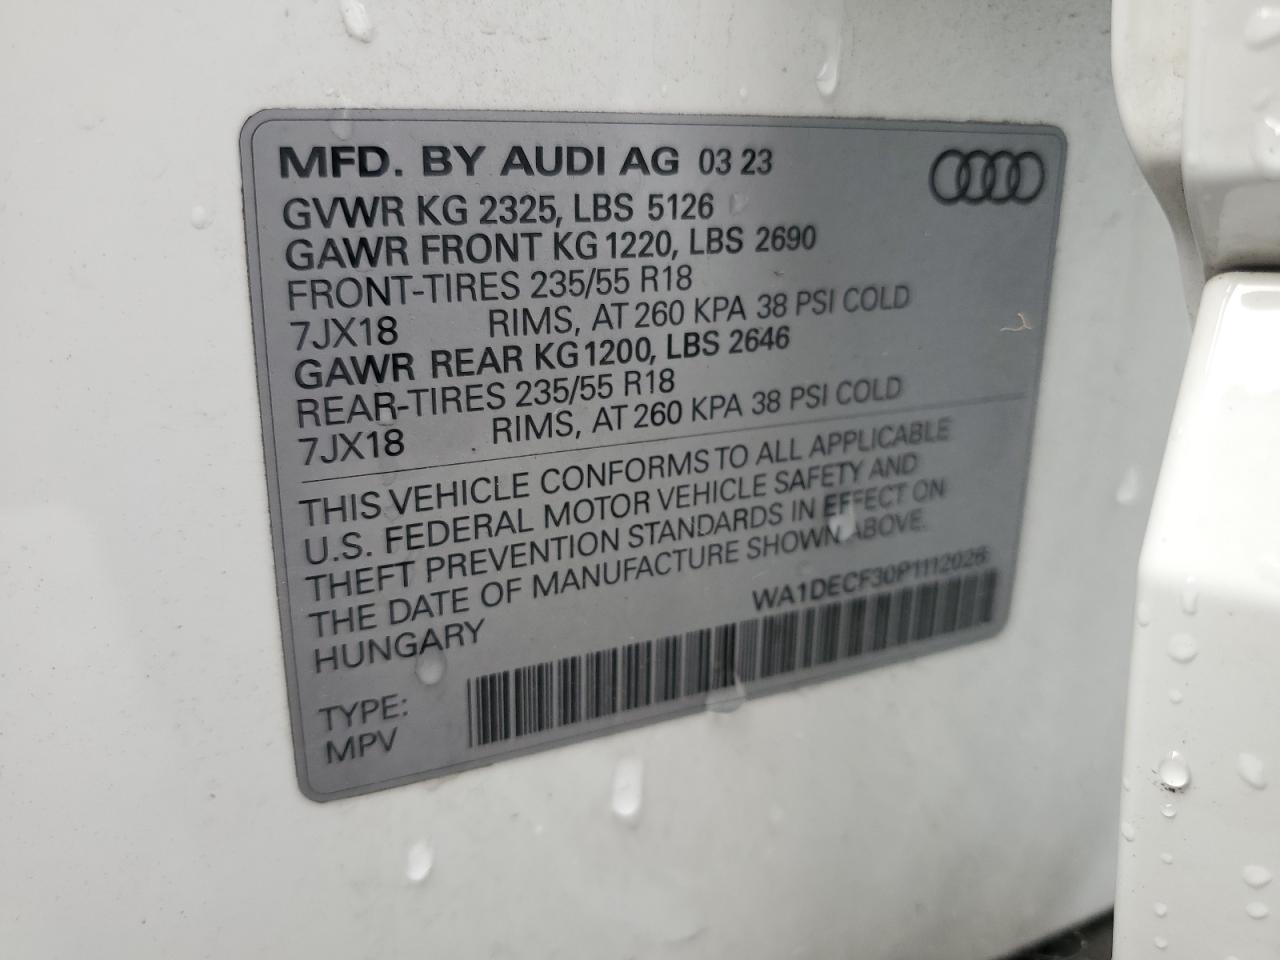 MFD. BY AUDI AG 03 23
GVWR KG 2325, LBS 5126
GAWR FRONT KG 1220, LBS 2690
FRONT-TIRES 235/55 R18
7JX18 RIMS, AT 260 KPA 38 PSI COLD
GAWR REAR KG 1200, LBS 2646
REAR-TIRES 235/55 R18
7JX18 RIMS, AT 260 KPA 38 PSI COLD
THIS VEHICLE CONFORMS TO ALL APPLICABLE
U.S. FEDERAL MOTOR VEHICLE SAFETY AND
THEFT PREVENTION STANDARDS IN EFFECT ON
THE DATE OF MANUFACTURE SHOWN ABOVE.
HUNGARY WA1DECF30P1112026
TYPE:
MPV